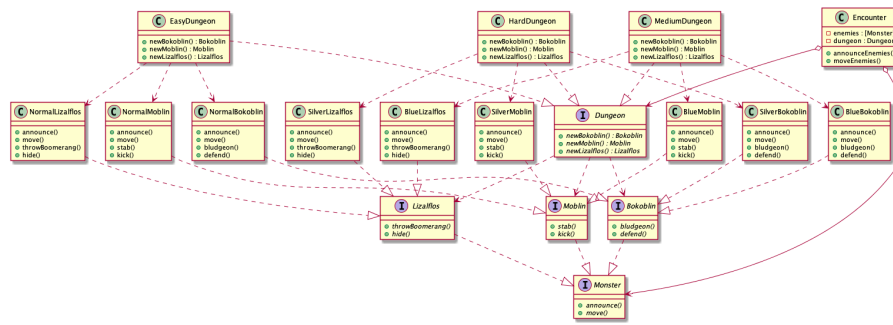 C EasyDungeon
newBokoblin() : Bokoblin
newMoblin() : Moblin
newLizalflos() : Lizalflos
C HardDungeon
newBokoblin() : Bokoblin
newMoblin() : Moblin
newLizalflos() : Lizalflos
C MediumDungeon
newBokoblin() : Bokoblin
newMoblin() : Moblin
newLizalflos() : Lizalflos
C Encounter
enemies : [Monster
dungeon : Dungeon
announceEnemies()
moveEnemies()
C NormalLizalflos
announce()
move()
throwBoomerang()
hide()
C NormalMoblin
announce()
move()
stab()
kick()
C NormalBokoblin
announce()
move()
bludgeon()
defend()
C SilverLizalflos
announce()
move()
throwBoomerang()
hide()
C BlueLizalflos
announce()
move()
throwBoomerang()
hide()
C SilverMoblin
announce()
move()
stab()
kick()
I Dungeon
newBokoblin() : Bokoblin
newMoblin() : Moblin
newLizalflos() : Lizalflos
C BlueMoblin
announce()
move()
stab()
kick()
C SilverBokoblin
announce()
move()
bludgeon()
defend()
C BlueBokoblin
announce()
move()
bludgeon()
defend()
I Lizalflos
throwBoomerang()
hide()
I Moblin
stab()
kick()
I Bokoblin
bludgeon()
defend()
I Monster
announce()
move()